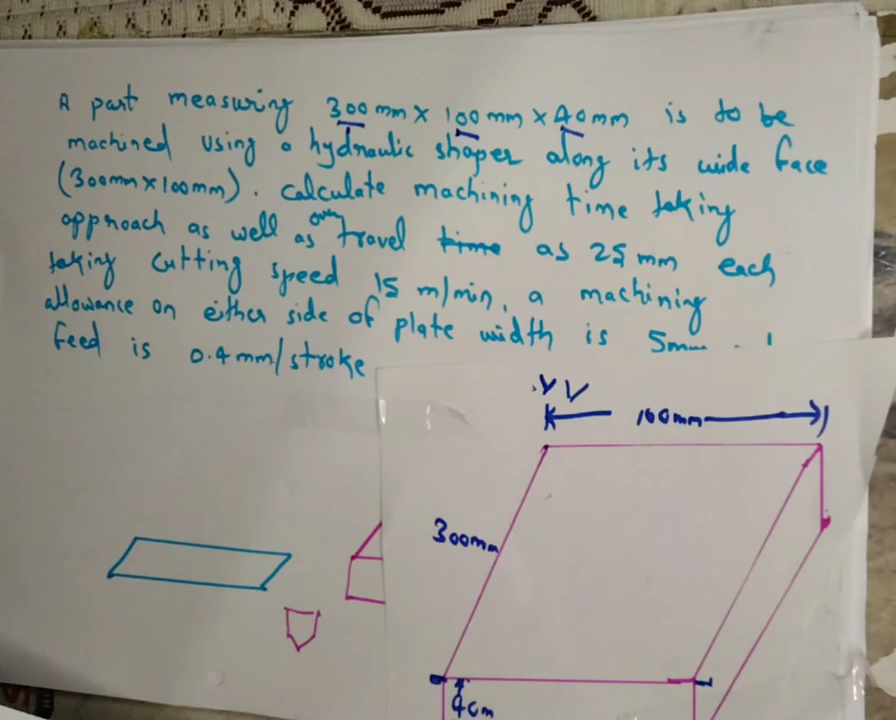 A part measuring 300 mm x 100 mm x 40 mm is to be
machined using a hydraulic shaper along its wide face
(300mm x 100mm). calculate machining time taking
approach as well as over travel time as 25 mm each
taking cutting speed 15 m/min, a machining
allowance on either side of plate width is 5mm
feed is 0.4 mm/stroke
100mm
300mm
4cm